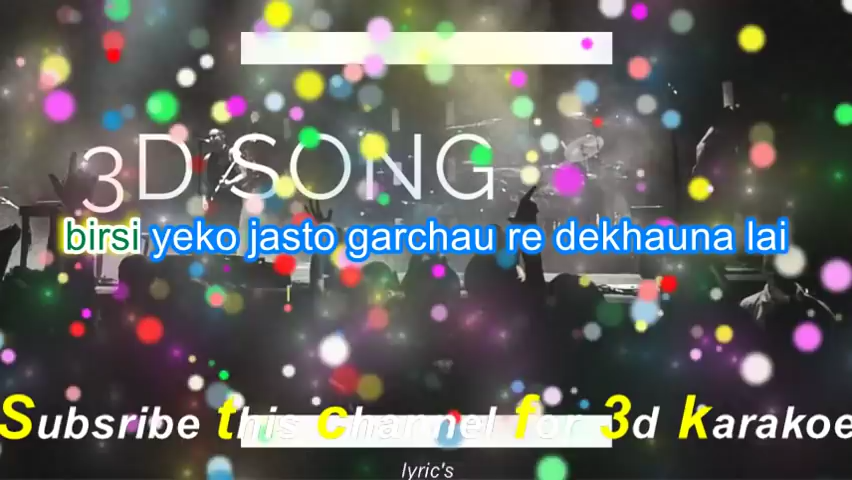 3D SONG
birsi yeko jasto garchau re dekhauna lai
Subsribe this channel for 3d karakoe
lyric's